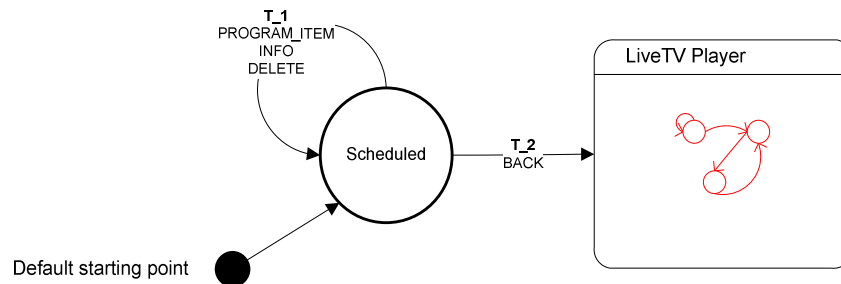 T_1
PROGRAM_ITEM
INFO
DELETE
LiveTV Player
Scheduled
T_2
BACK
Default starting point